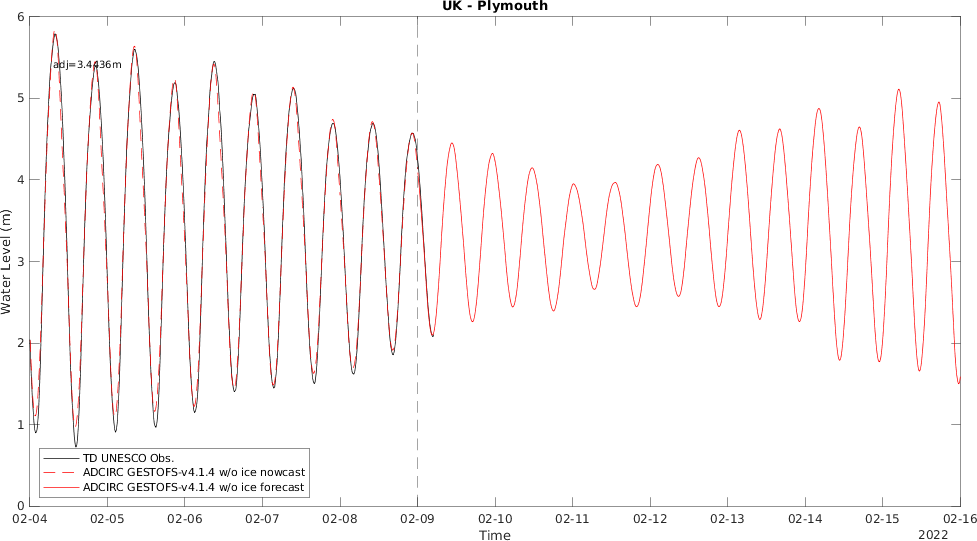 UK - Plymouth
6
5
4
3
2
1
0
Water Level (m)
adj=3.4436m
TD UNESCO Obs.
ADCIRC GESTOFS-v4.1.4 w/o ice nowcast
ADCIRC GESTOFS-v4.1.4 w/o ice forecast
02-04 02-05 02-06 02-07 02-08 02-09 02-10 02-11 02-12 02-13 02-14 02-15 02-16
Time
2022